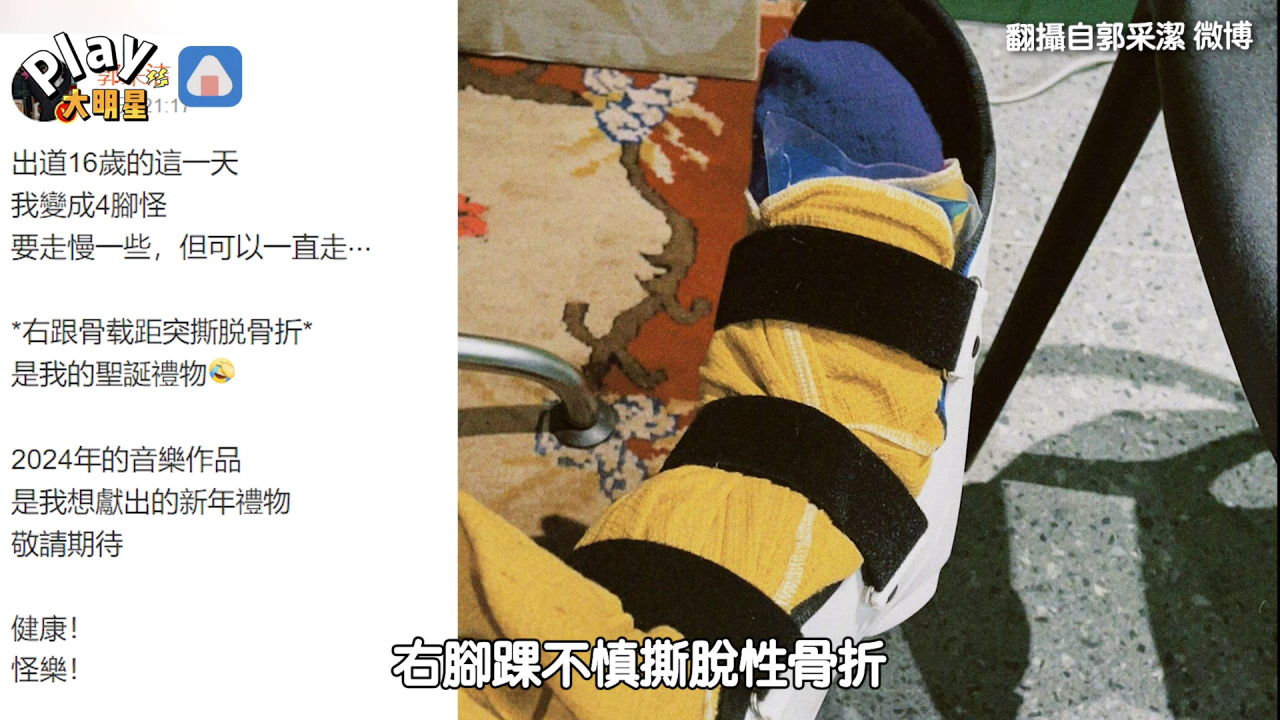 翻攝自郭采潔 微博
Play
大明星
21:17
出道16歲的這一天
我變成4腳怪
要走慢一些，但可以一直走…
*右跟骨载距突撕脱骨折*
是我的聖誕禮物🤣
2024年的音樂作品
是我想獻出的新年禮物
敬請期待
健康！
怪樂！
右腳踝不慎撕脫性骨折